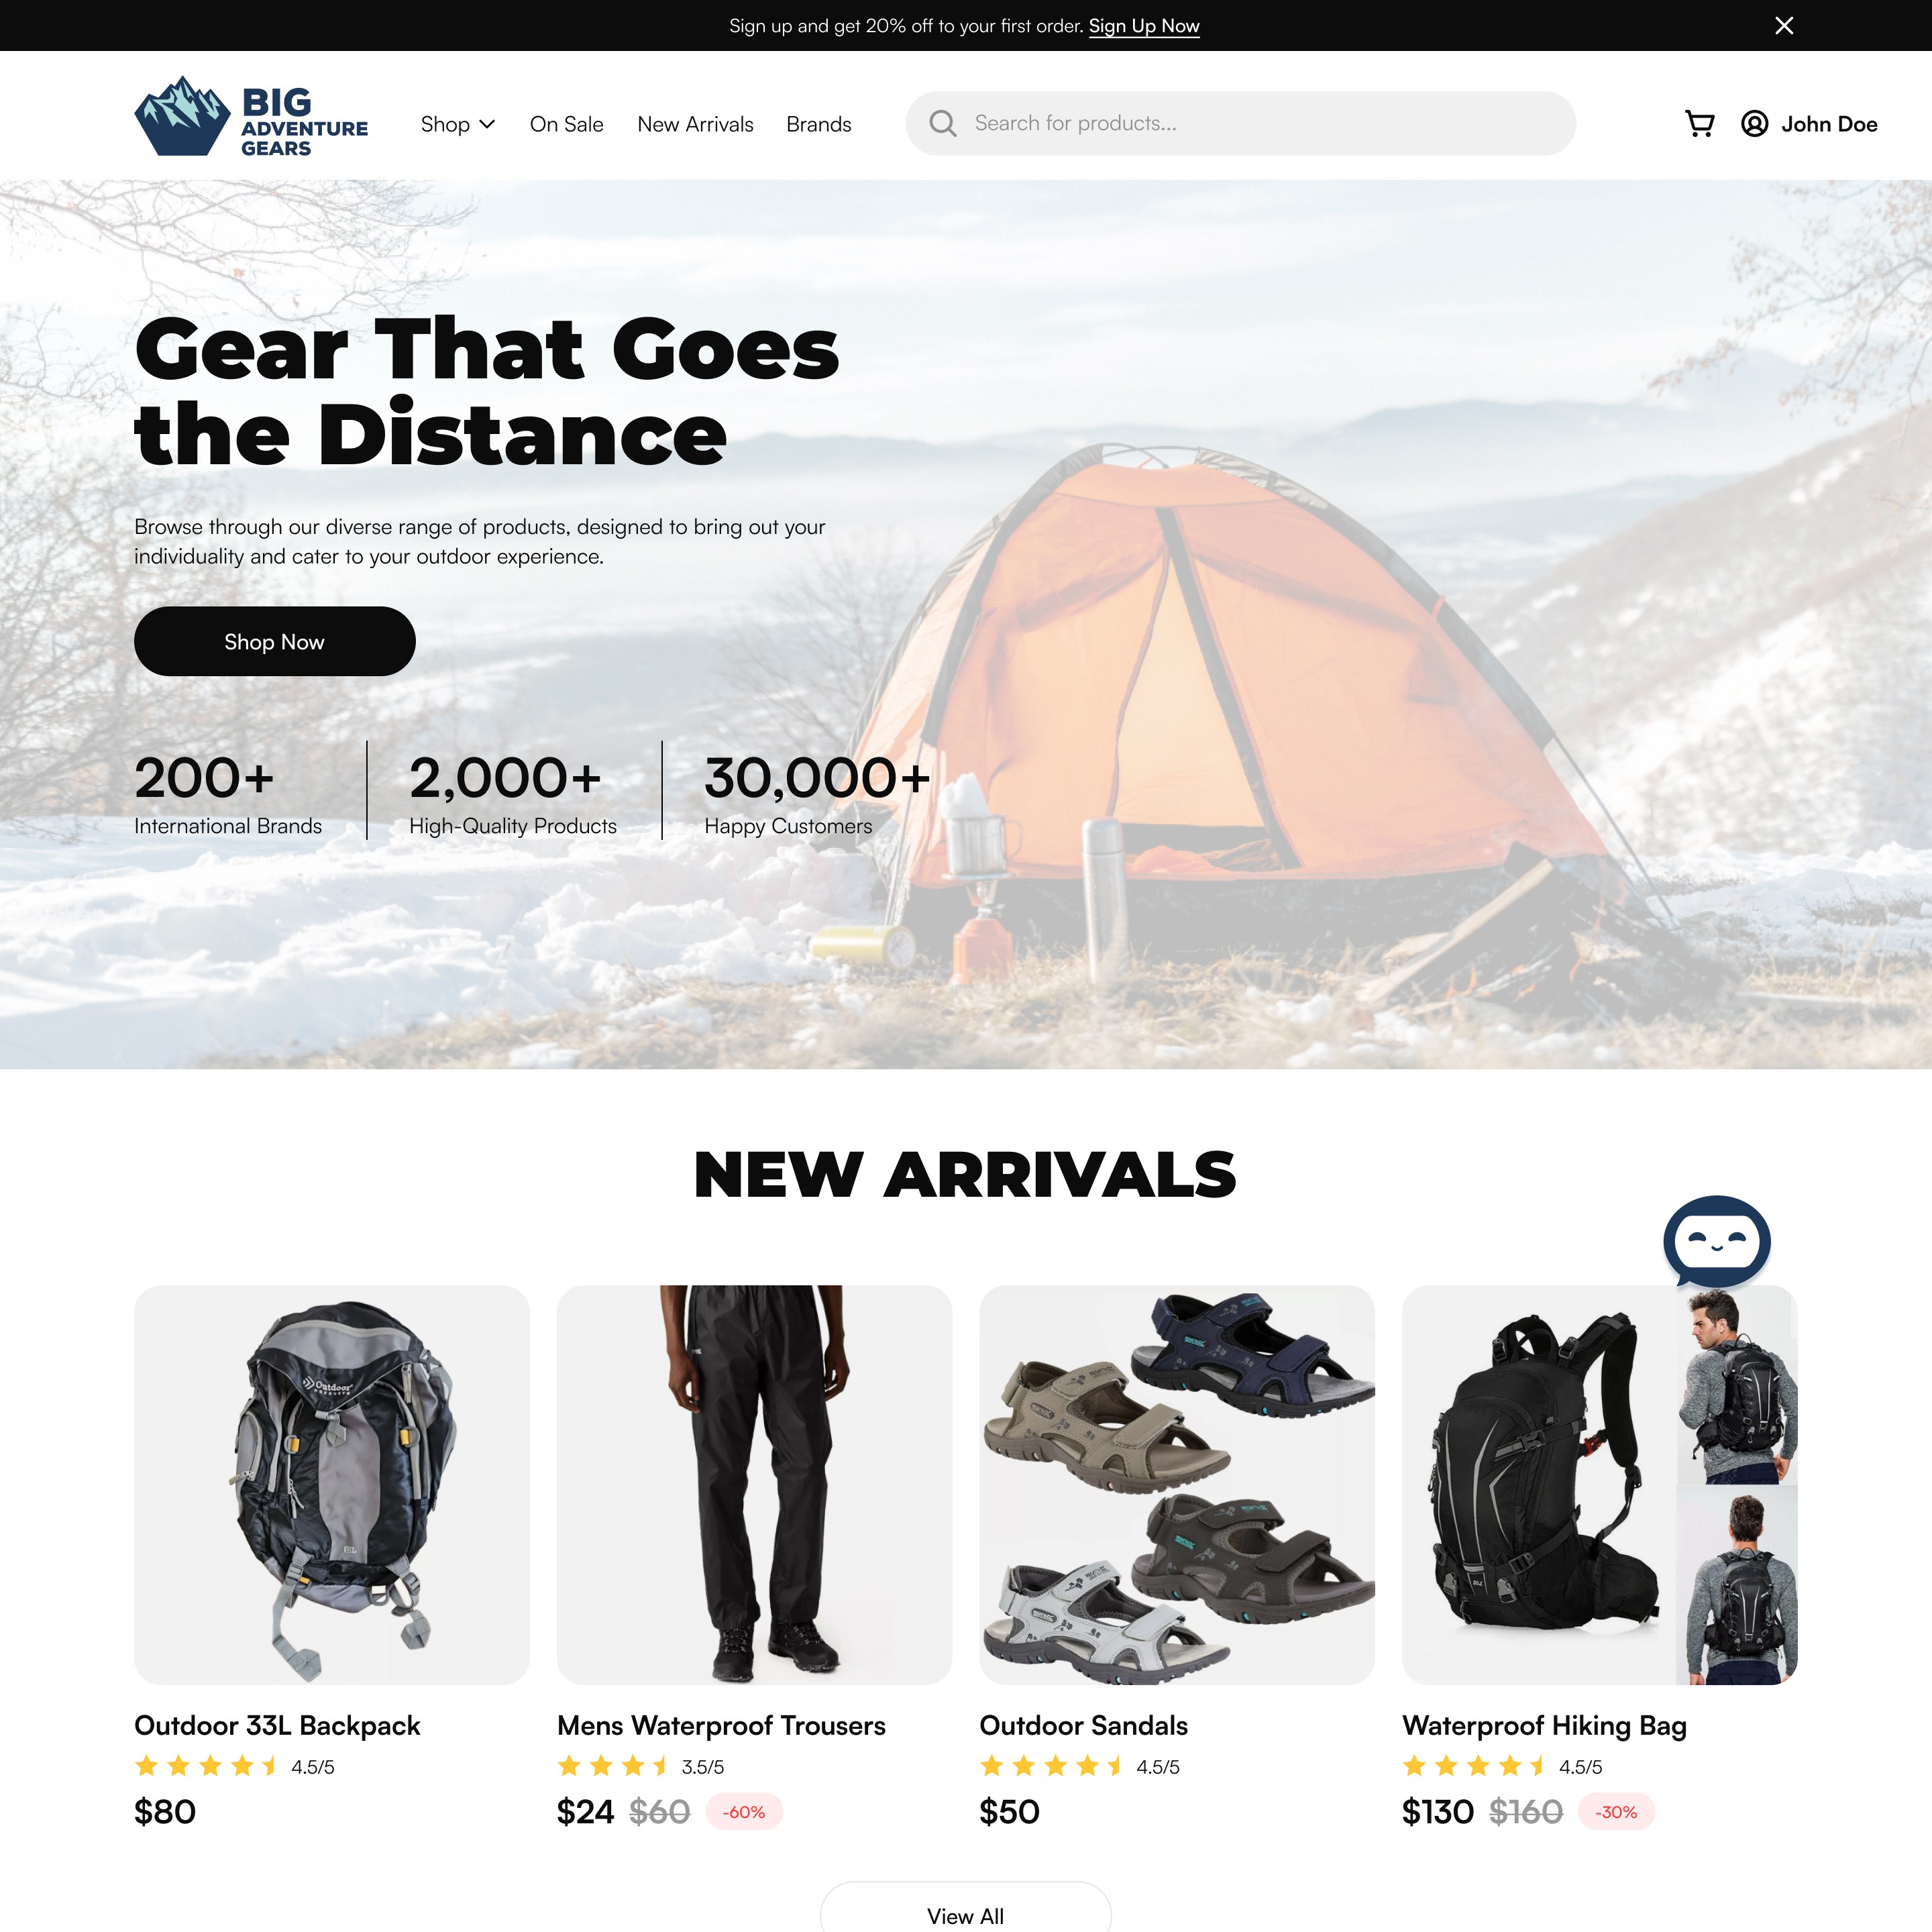 Sign up and get 20% off to your first order. Sign Up Now
BIG
ADVENTURE
GEARS
Shop
On Sale
New Arrivals
Brands
Search for products...
John Doe
Gear That Goes
the Distance
Browse through our diverse range of products, designed to bring out your
individuality and cater to your outdoor experience.
Shop Now
200+
International Brands
2,000+
High-Quality Products
30,000+
Happy Customers
NEW ARRIVALS
Outdoor
PRODUCTS
Outdoor 33L Backpack
4.5/5
$80
Mens Waterproof Trousers
3.5/5
$24 $60 -60%
Outdoor Sandals
4.5/5
$50
Waterproof Hiking Bag
4.5/5
$130 $160 -30%
View All